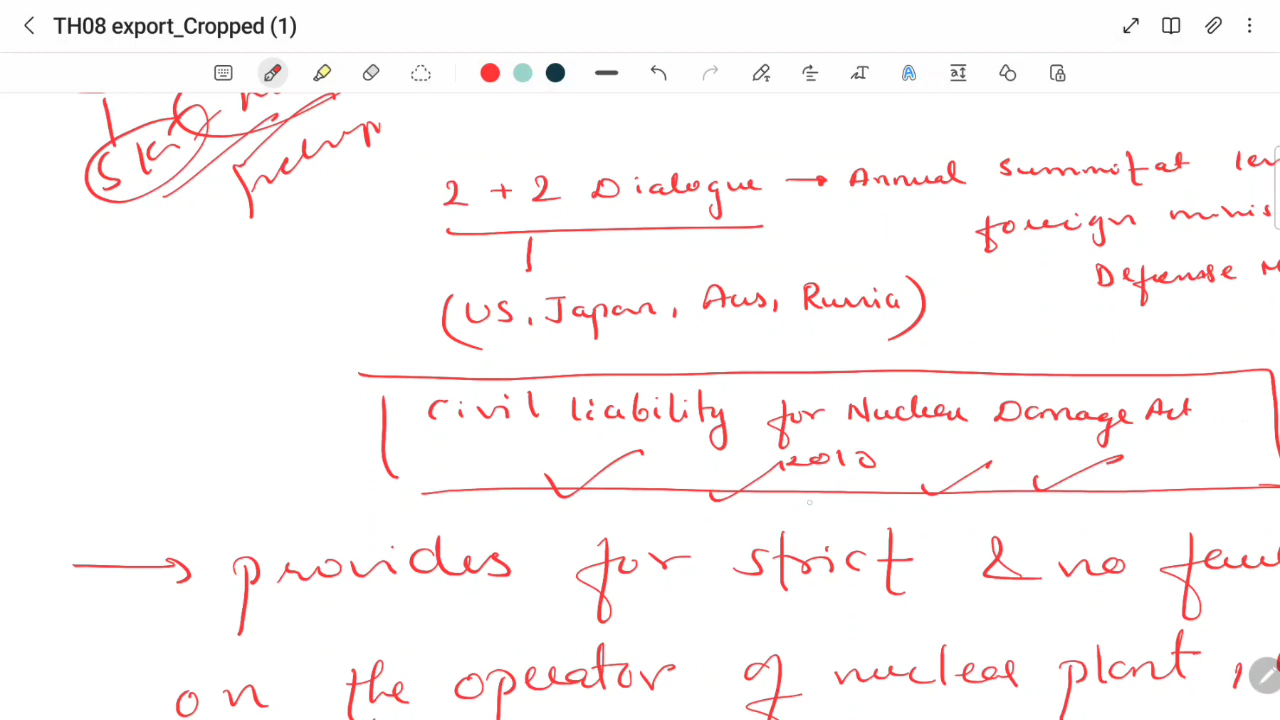 TH08 export_Cropped (1)
2 + 2 Dialogue → Annual summit at
foreign minis
Defense M
(US, Japan, Aus, Russia)
Civil liability for Nuclear Damage Act
2010
→ provides for strict & no fau
on the operator of nuclear plant